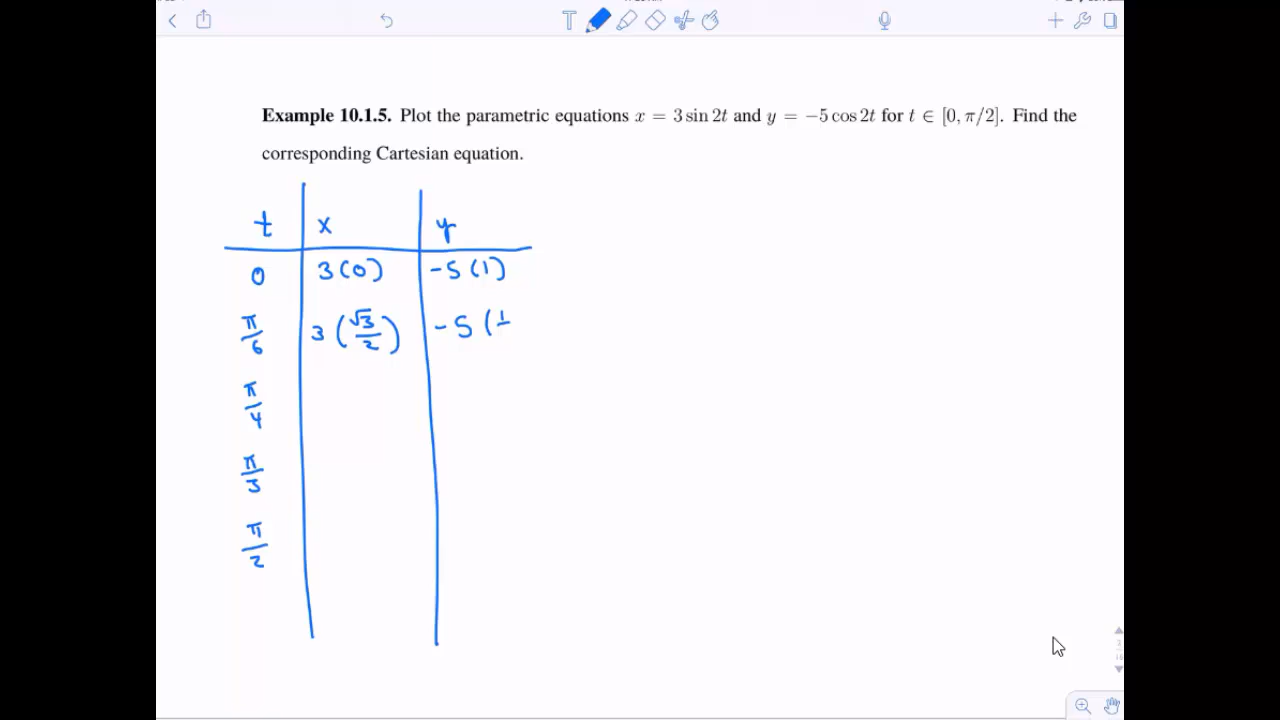 Example 10.1.5. Plot the parametric equations x = 3 sin 2t and y = −5 cos 2t for t ∈ [0, π/2]. Find the
corresponding Cartesian equation.
t x y
0 3(0) -5(1)
π/6 3(√3/2) -5(1
π/4
π/3
π/2